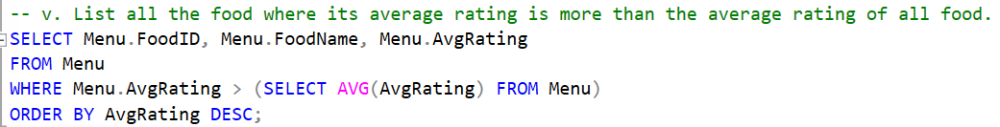 -- v. List all the food where its average rating is more than the average rating of all food.
SELECT Menu.FoodID, Menu.FoodName, Menu.AvgRating
FROM Menu
WHERE Menu.AvgRating > (SELECT AVG(AvgRating) FROM Menu)
ORDER BY AvgRating DESC;